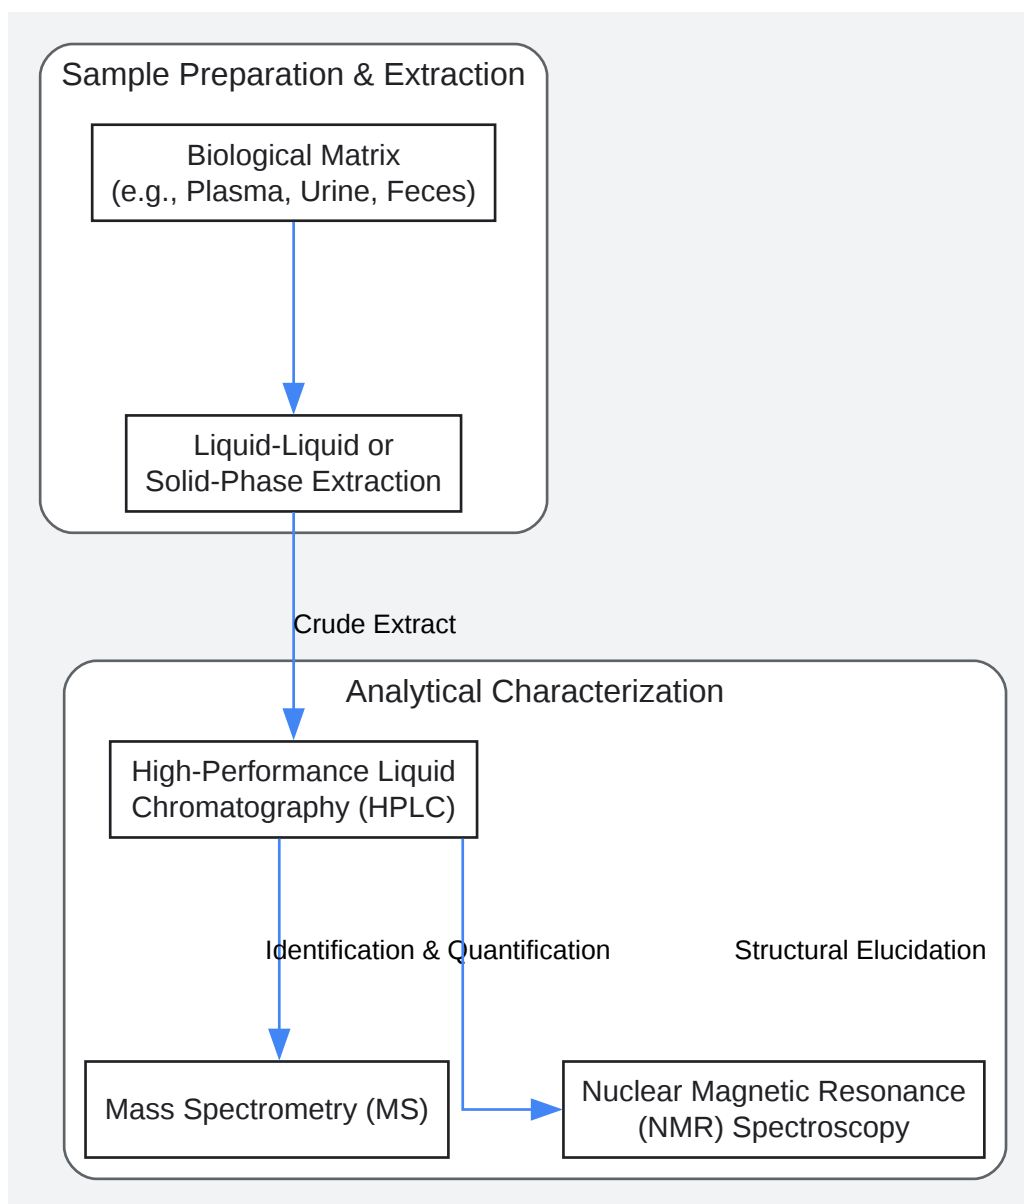 Sample Preparation & Extraction
Biological Matrix
(e.g., Plasma, Urine, Feces)
Liquid-Liquid or
Solid-Phase Extraction
Crude Extract
Analytical Characterization
High-Performance Liquid
Chromatography (HPLC)
Identification & Quantification
Structural Elucidation
Mass Spectrometry (MS)
Nuclear Magnetic Resonance
(NMR) Spectroscopy